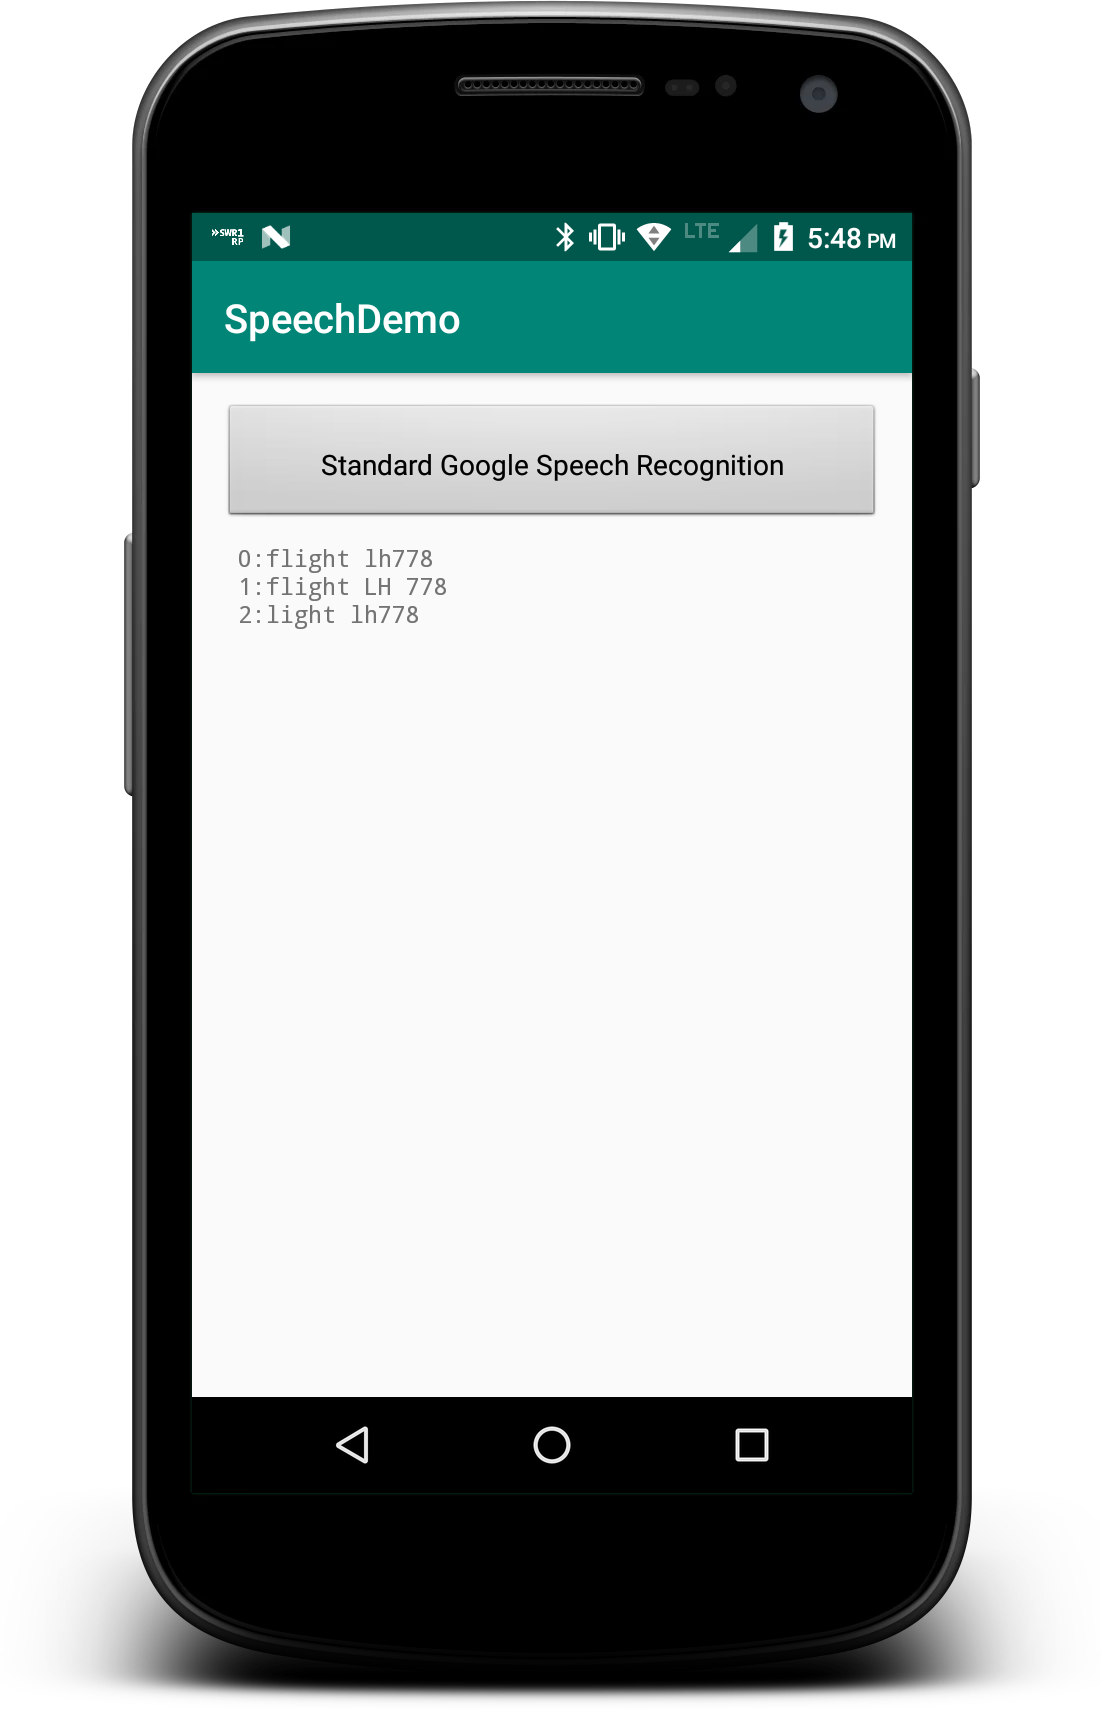 »SWR1 RP LTE 5:48 PM
SpeechDemo
Standard Google Speech Recognition
0:flight lh778
1:flight LH 778
2:light lh778